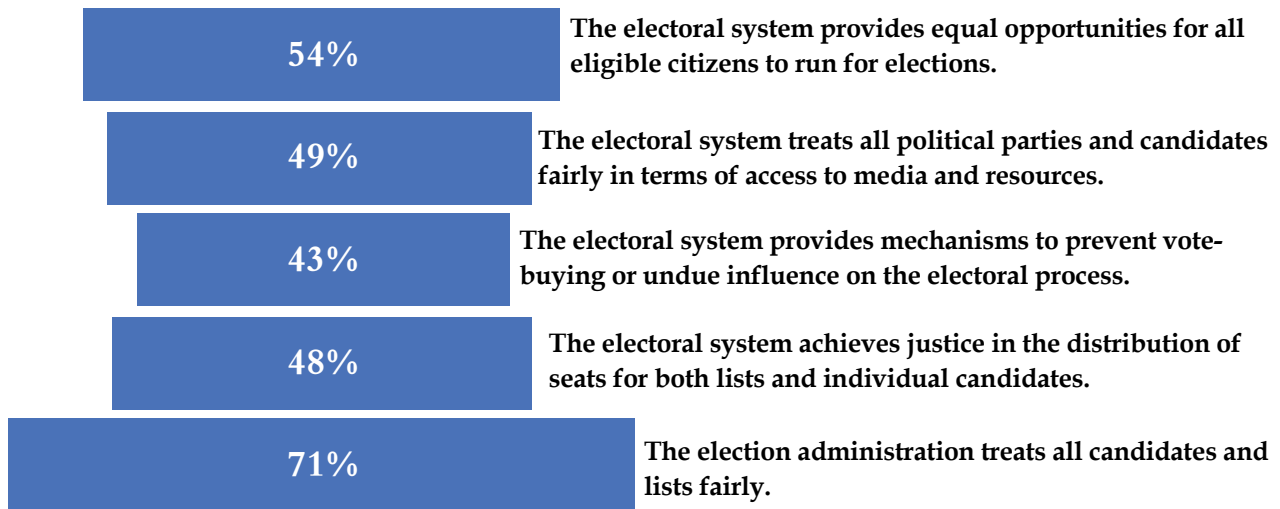 54%
The electoral system provides equal opportunities for all
eligible citizens to run for elections.
49%
The electoral system treats all political parties and candidates
fairly in terms of access to media and resources.
43%
The electoral system provides mechanisms to prevent vote-
buying or undue influence on the electoral process.
48%
The electoral system achieves justice in the distribution of
seats for both lists and individual candidates.
71%
The election administration treats all candidates and
lists fairly.